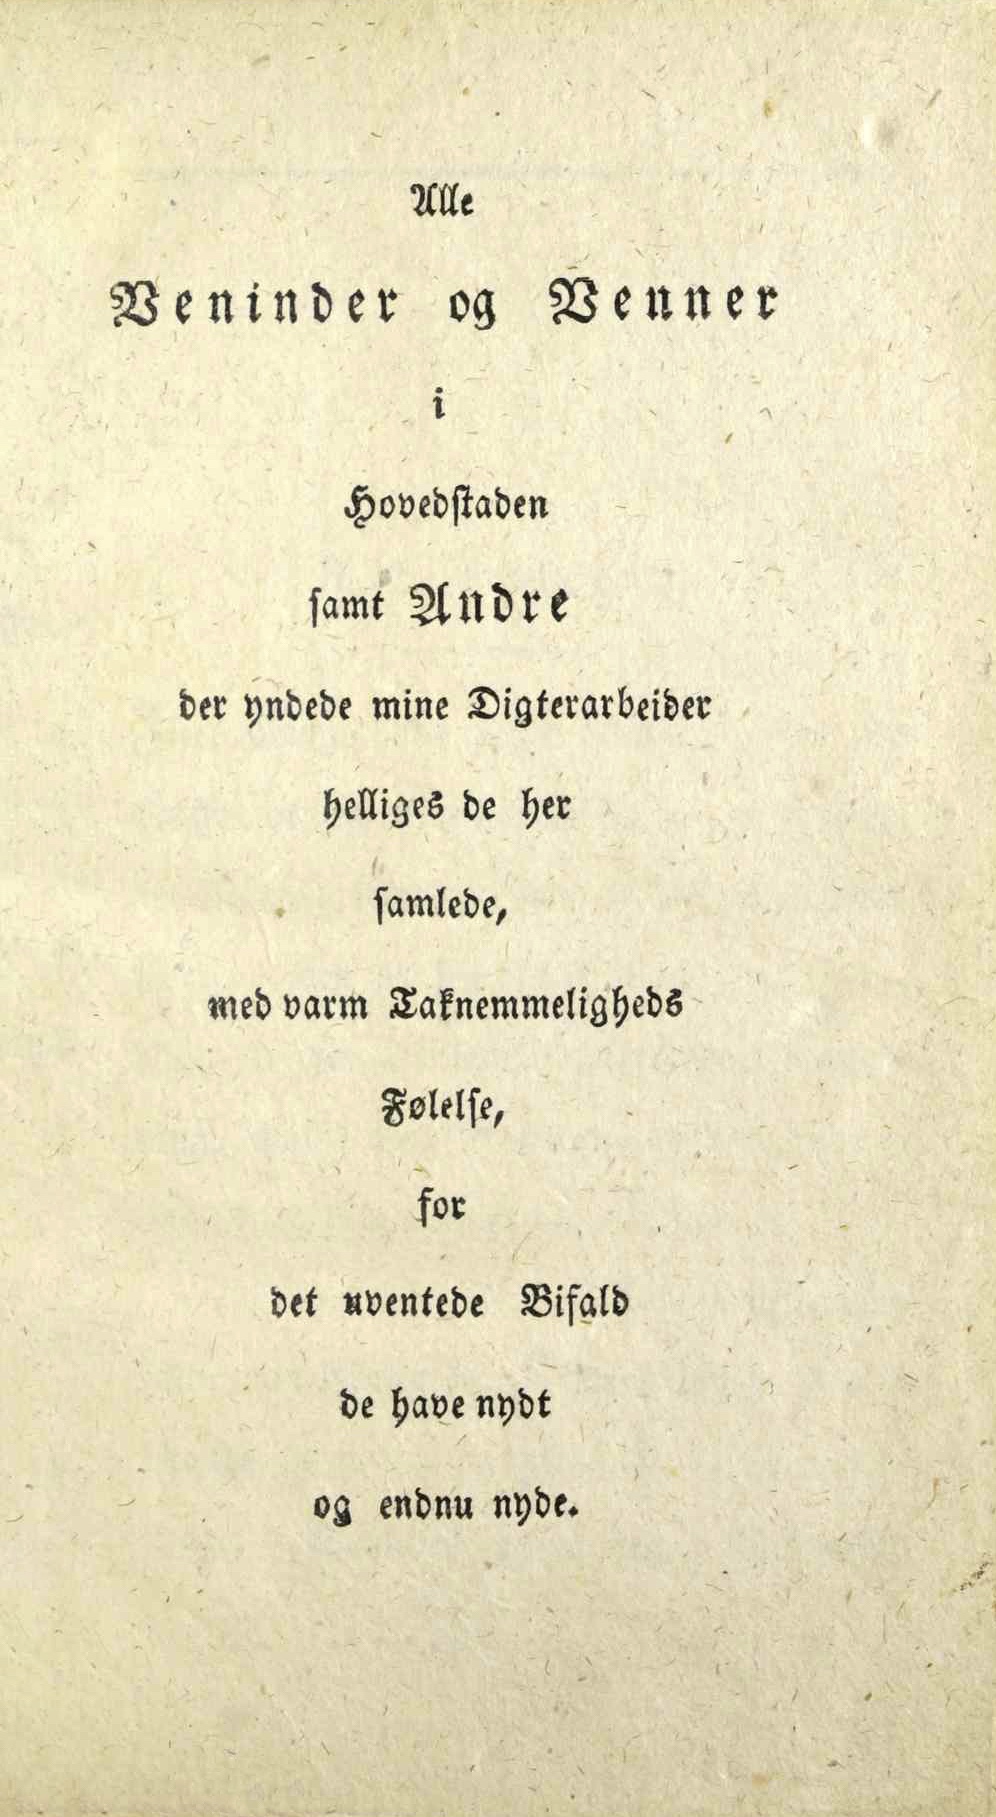 Alle
Veninder og Venner
i
Hovedstaden
samt Andre
der yndede mine Digterarbeider
helliges de her
samlede,
med varm Taknemmeligheds
Følelse,
for
det uventede Bifald
de have nydt
og endnu nyde.